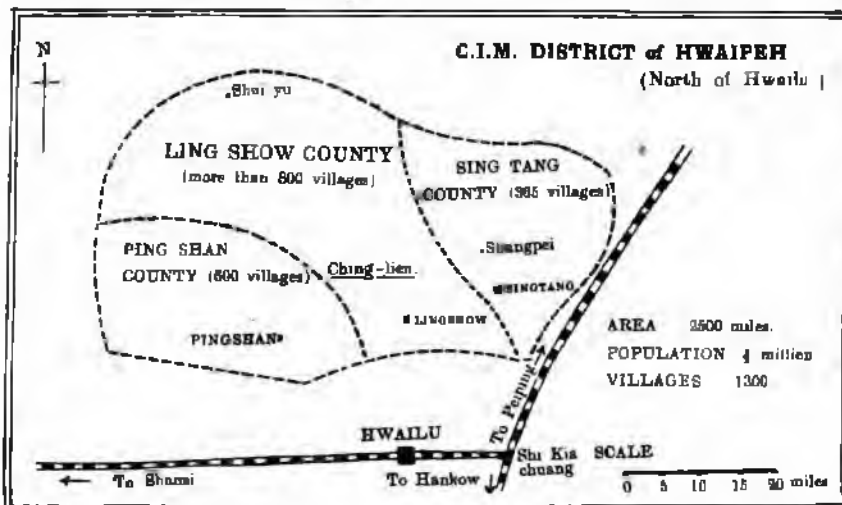 N
C.I.M. DISTRICT of HWAIPEH
(North of Hwailu)
Shui yu
LING SHOW COUNTY
(more than 800 villages)
SING TANG
COUNTY (365 villages)
PING SHAN
COUNTY (600 villages)
Ching-lien.
Shangpei
SINGTANG
LINGSHOW
PINGSHAN
AREA 2500 miles.
POPULATION million
VILLAGES 1300
To Peiping
HWAILU
Shi Kia
chuang
SCALE
To Shansi
To Hankow
0 5 10 15 20 miles